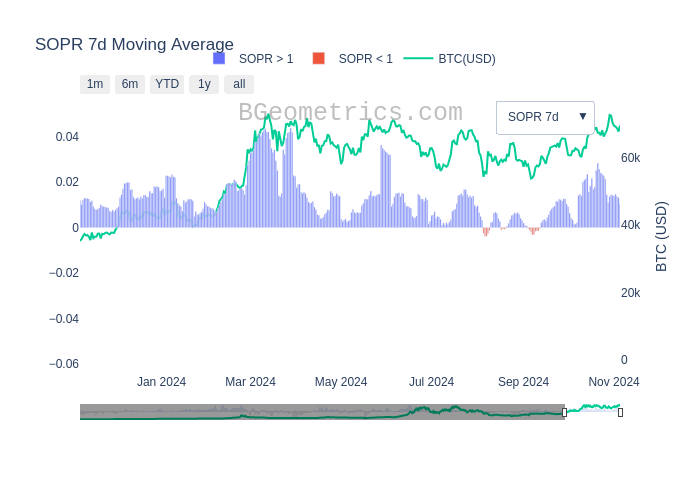 SOPR 7d Moving Average
SOPR > 1
SOPR < 1
BTC(USD)
1m
6m
YTD
1y
all
BGeometrics.com
SOPR 7d ▼
0.04
0.02
0
−0.02
−0.04
−0.06
60k
40k
20k
0
BTC (USD)
Jan 2024
Mar 2024
May 2024
Jul 2024
Sep 2024
Nov 2024